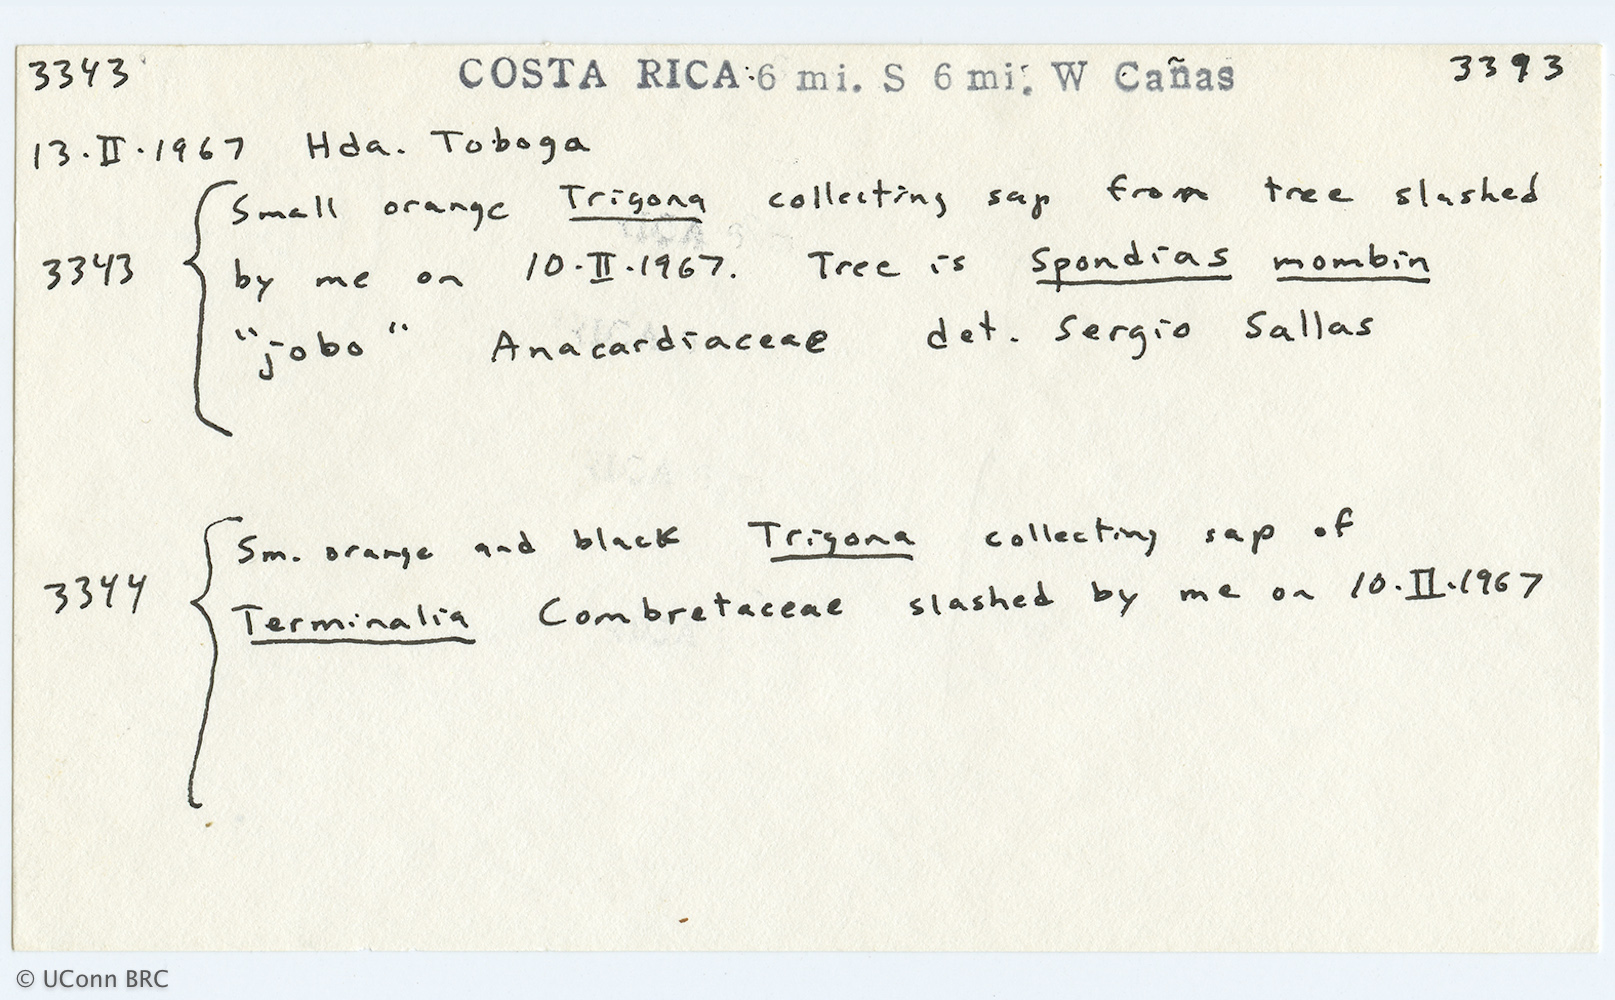 3343 COSTA RICA: 6 mi. S 6 mi. W Cañas 3393
13·II·1967 Hda. Toboga
Small orange Trigona collecting sap from tree slashed
3343 by me on 10·II·1967. Tree is Spondias mombin
"jobo" Anacardiaceae det. Sergio Sallas
Sm. orange and black Trigona collecting sap of
3344 Terminalia Combretaceae slashed by me on 10·II·1967
© UConn BRC